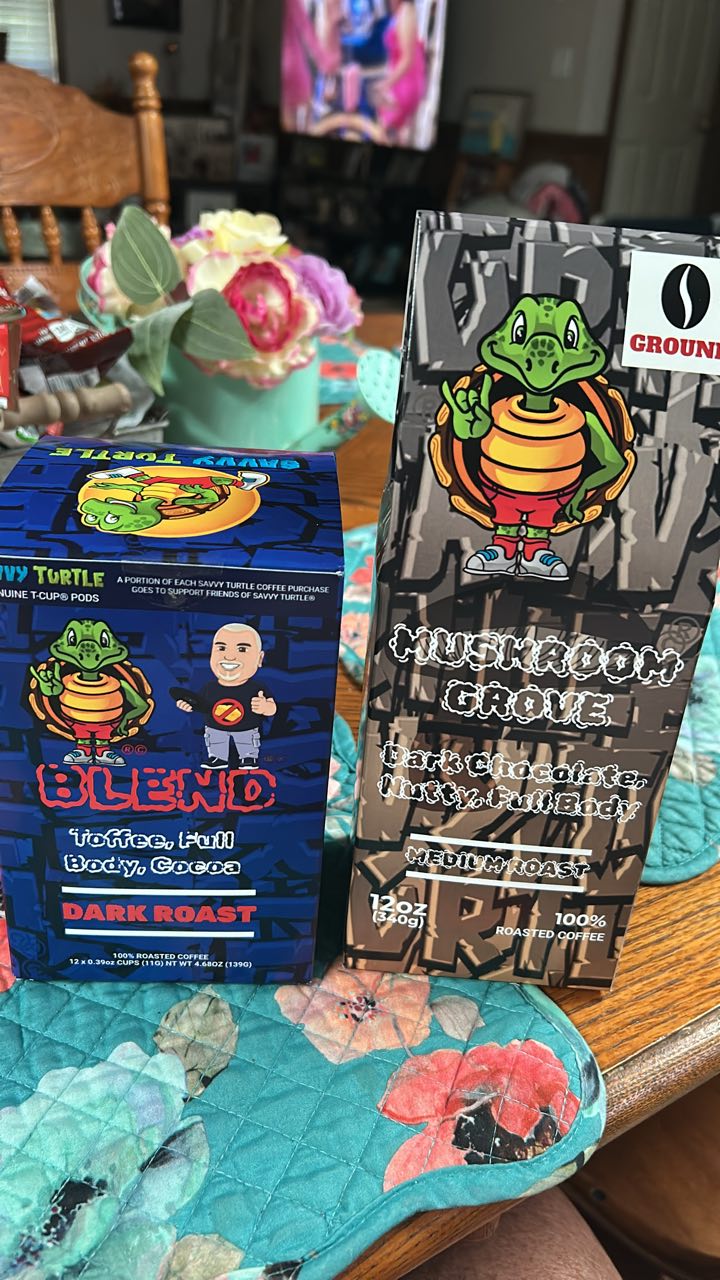 SAVVY TURTLE
VVY TURTLE
NUINE T-CUP® PODS
A PORTION OF EACH SAVVY TURTLE COFFEE PURCHASE
GOES TO SUPPORT FRIENDS OF SAVVY TURTLE®
BLEND
Toffee, Full
Body, Cocoa
DARK ROAST
100% ROASTED COFFEE
12 x 0.39oz CUPS (11G) NT WT 4.68OZ (139G)
GROUN
MUSHROOM
GROVE
Dark Chocolate,
Nutty, Full Body
MEDIUM ROAST
12oz
(340g)
100%
ROASTED COFFEE